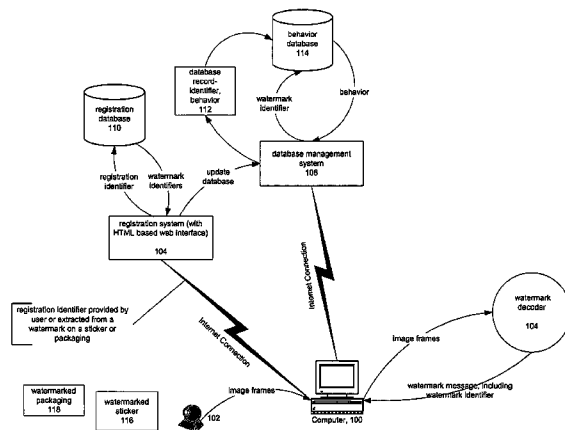 behavior
database
114
database
record-
identifier,
behavior
112
watermark
identifier
behavior
registration
database
110
registration
identifier
watermark
identifiers
update
database
database management
system
108
registration system (with
HTML based web interface)
104
registration identifier provided by
user or extracted from a
watermark on a sticker or
packaging
Internet Connection
Internet Connection
watermark
decoder
104
image frames
watermark message, including
watermark identifier
watermarked
packaging
118
watermarked
sticker
116
102
image frames
Computer, 100